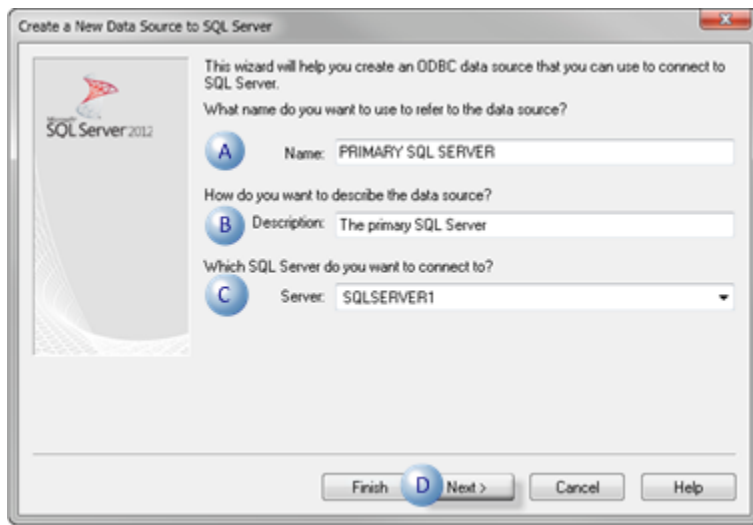 Create a New Data Source to SQL Server
Microsoft
SQL Server 2012
This wizard will help you create an ODBC data source that you can use to connect to
SQL Server.
What name do you want to use to refer to the data source?
A Name: PRIMARY SQL SERVER
How do you want to describe the data source?
B Description: The primary SQL Server
Which SQL Server do you want to connect to?
C Server: SQLSERVER1
Finish D Next > Cancel Help